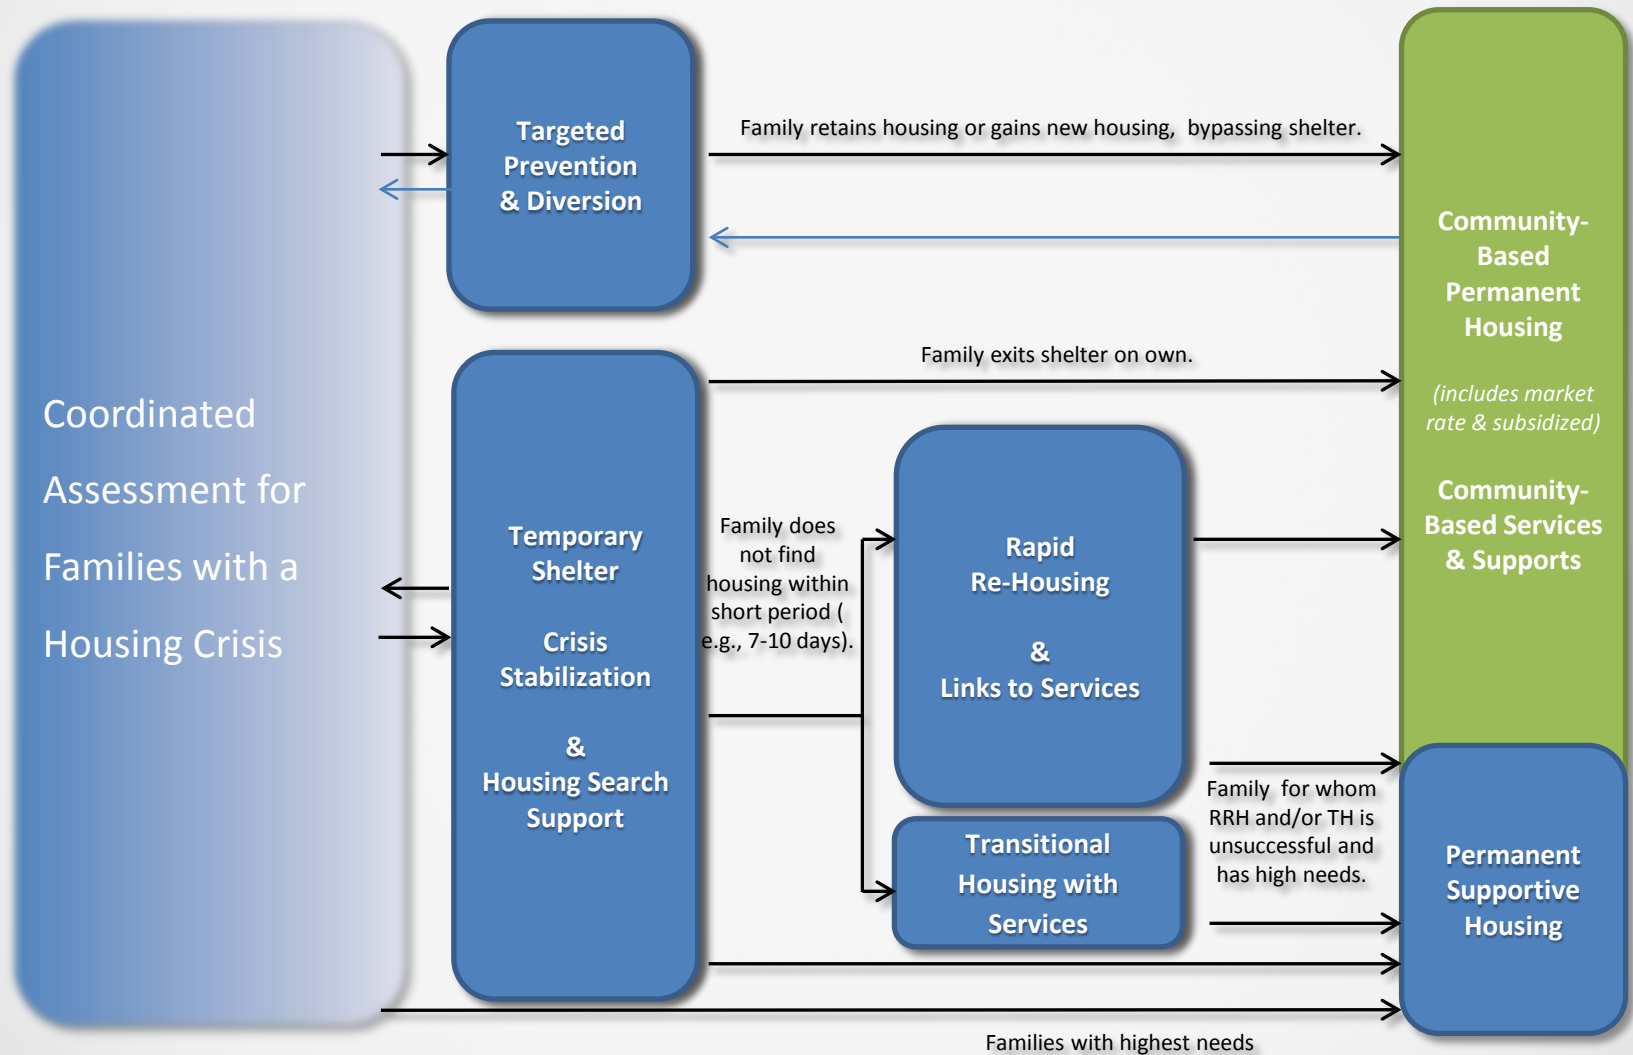 Coordinated
Assessment for
Families with a
Housing Crisis
Targeted
Prevention
& Diversion
Family retains housing or gains new housing,  bypassing shelter.
Temporary
Shelter
Crisis
Stabilization
&
Housing Search
Support
Family exits shelter on own.
Family does
not find
housing within
short period (
e.g., 7-10 days).
Rapid
Re-Housing
&
Links to Services
Transitional
Housing with
Services
Family  for whom
RRH and/or TH is
unsuccessful and
has high needs.
Community-
Based
Permanent
Housing
(includes market
rate & subsidized)
Community-
Based Services
& Supports
Permanent
Supportive
Housing
Families with highest needs